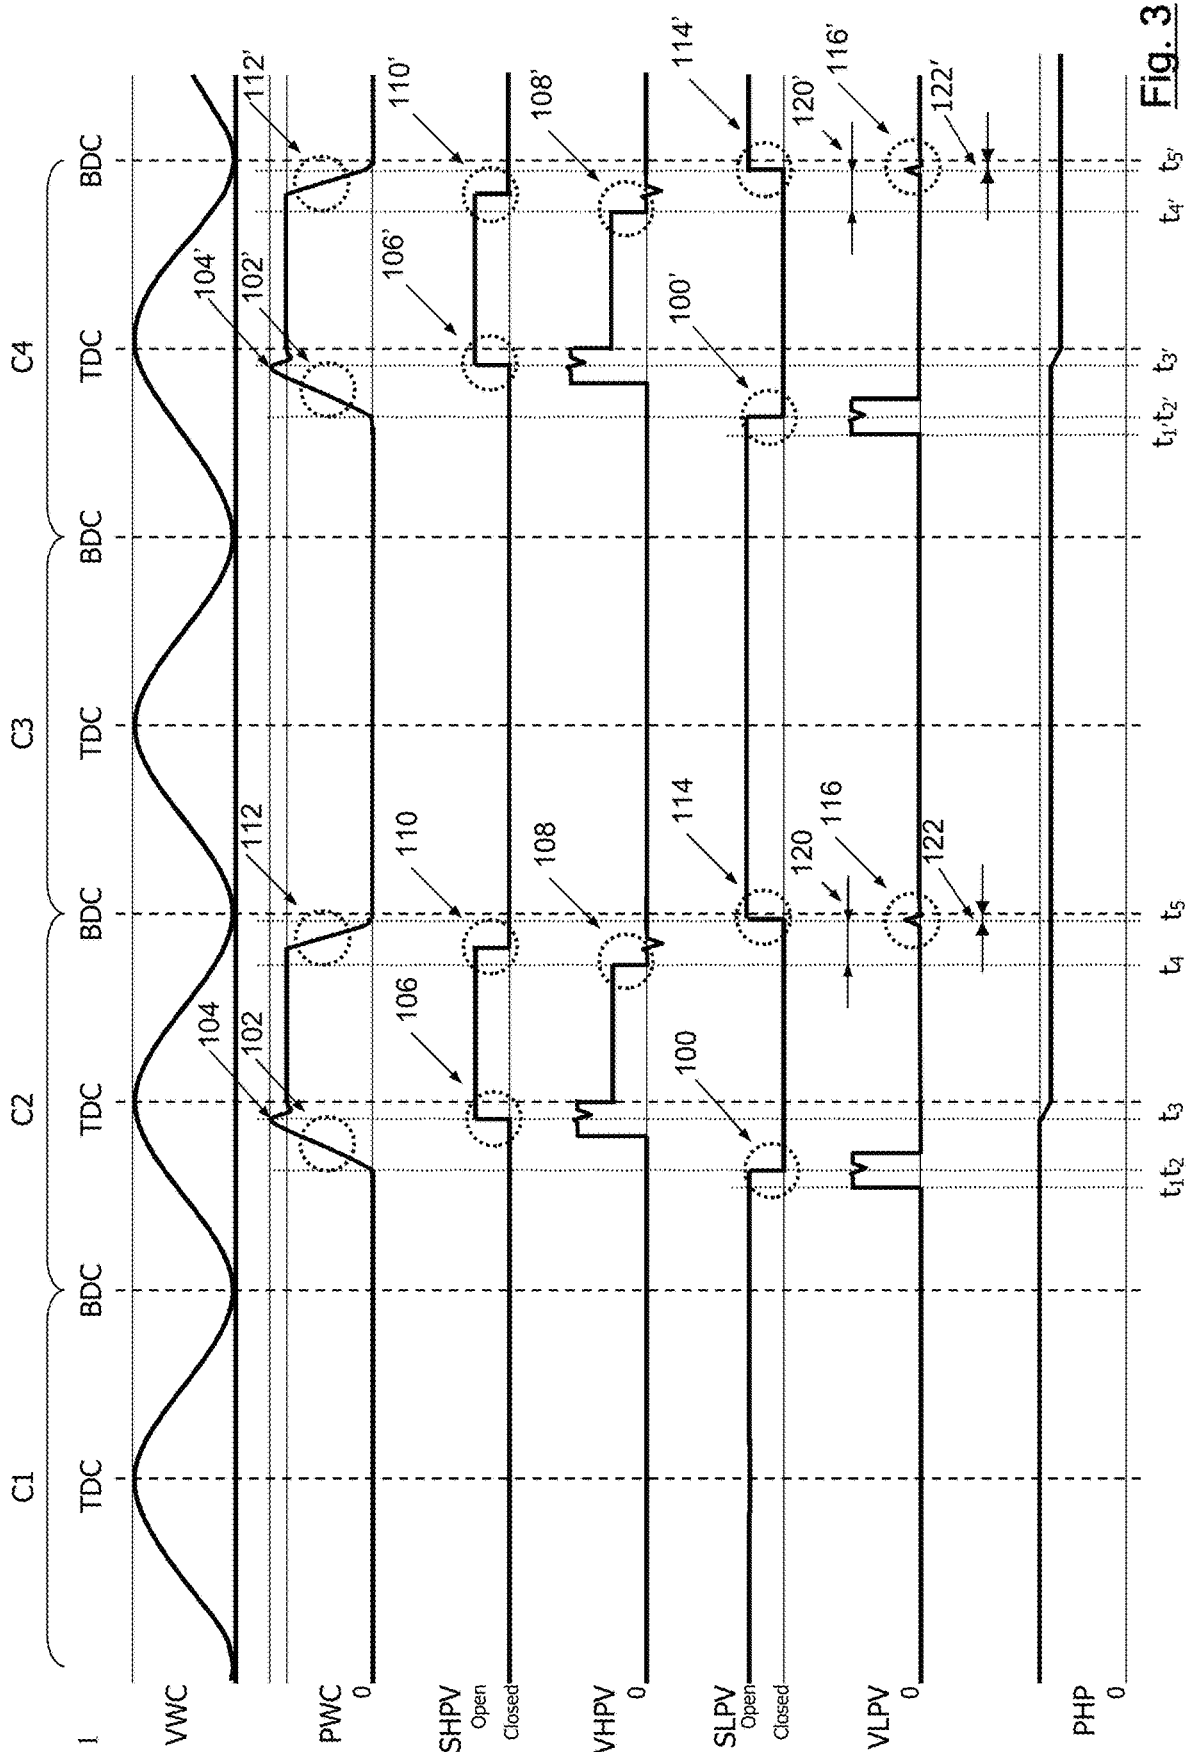 C1 C2 C3 C4
TDC BDC TDC BDC TDC BDC TDC BDC
1
VWC
104 104'
102 112 102' 112'
PWC
0
106 110 106' 110'
SHPV
Open
Closed
108 108'
VHPV
0
100 114 100' 114'
SLPV
Open
Closed
120 116 120' 116'
VLPV
0
122 122'
PHP
0
t1 t2 t3 t4 t5 t1' t2' t3' t4' t5'
Fig. 3